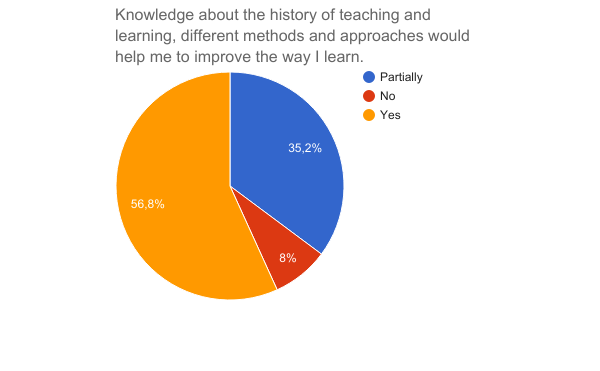 Knowledge about the history of teaching and
learning, different methods and approaches would
help me to improve the way I learn.
Partially
No
Yes
35,2%
56,8%
8%